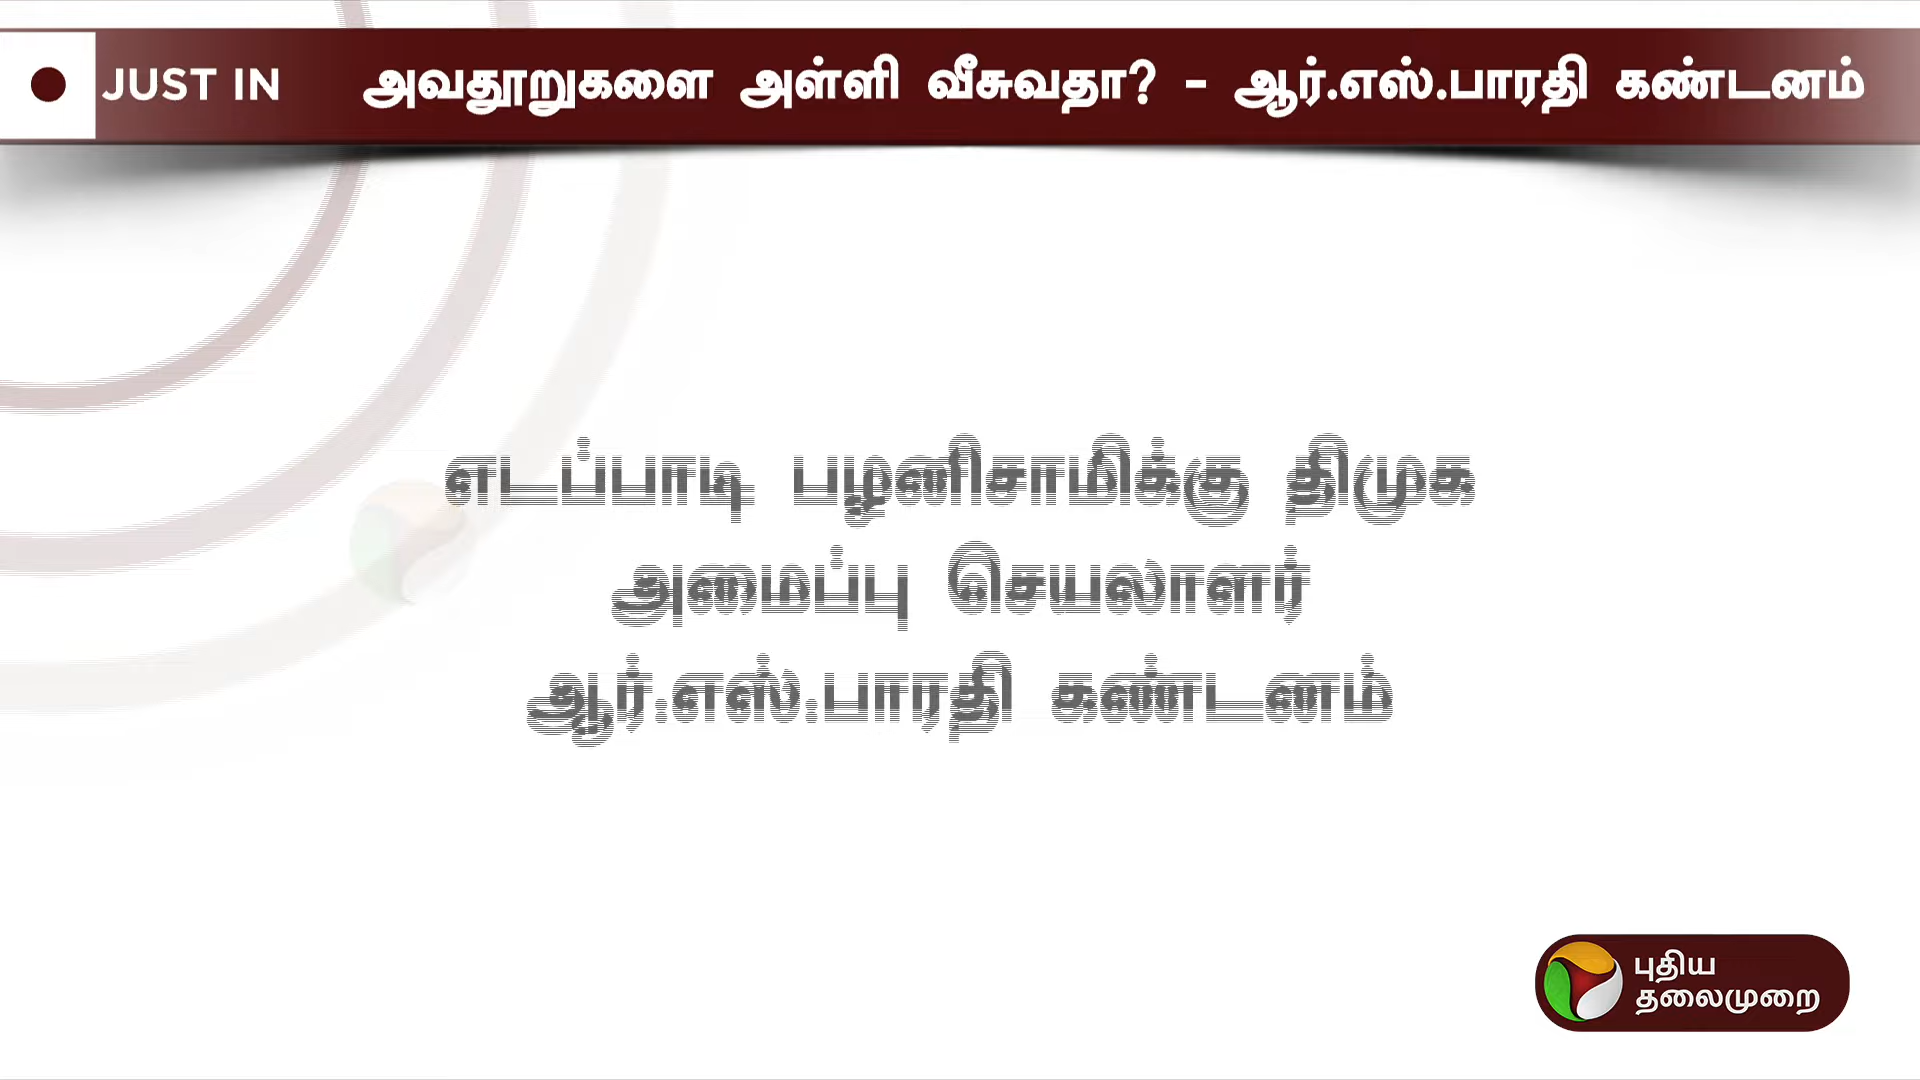 JUST IN அவதூறுகளை அள்ளி வீசுவதா? - ஆர்.எஸ்.பாரதி கண்டனம்
எடப்பாடி பழனிசாமிக்கு திமுக
அமைப்பு செயலாளர்
ஆர்.எஸ்.பாரதி கண்டனம்
புதிய
தலைமுறை